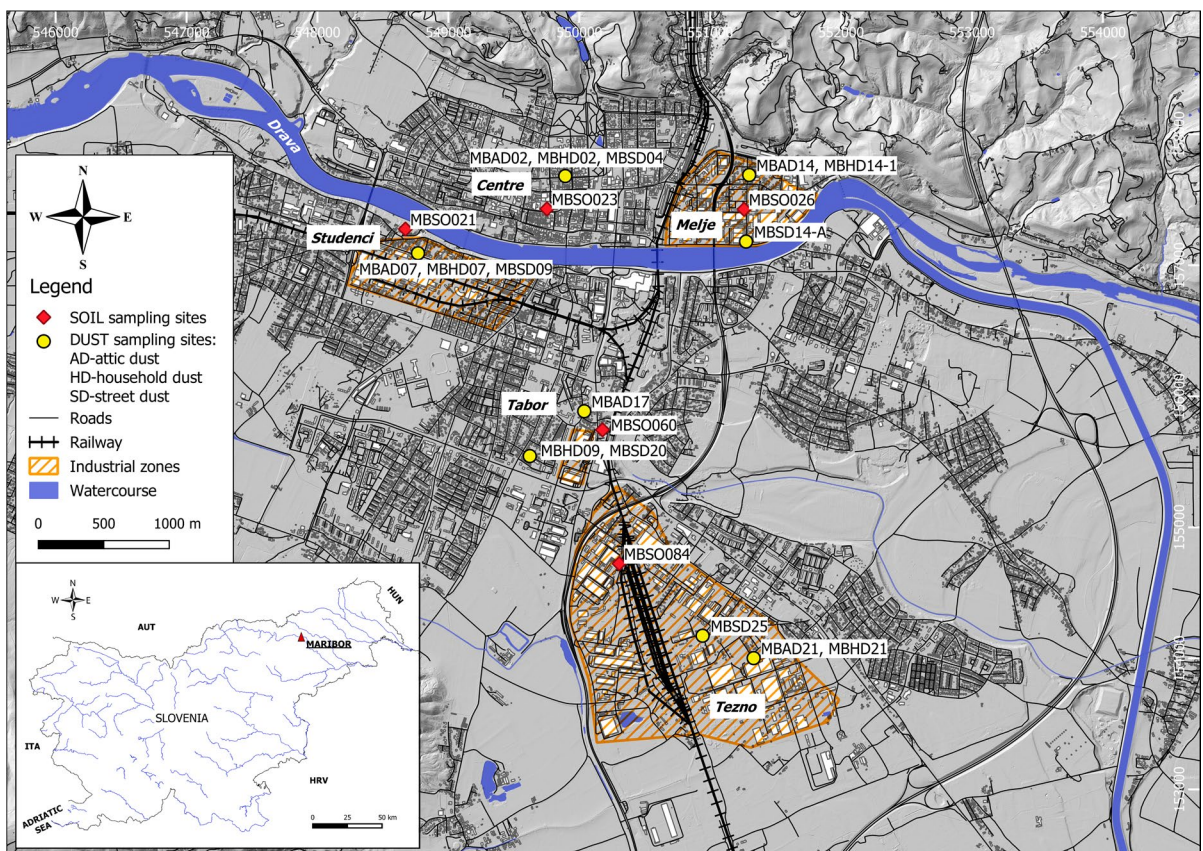 546000
547000
548000
549000
550000
551000
552000
553000
554000
Drava
MBAD02, MBHD02, MBSD04
Centre
MBSO023
MBAD14, MBHD14-1
MBSO026
Melje
MBSD14-A
MBSO021
Studenci
MBAD07, MBHD07, MBSD09
Tabor
MBAD17
MBSO060
MBHD09, MBSD20
MBSO084
MBSD25
MBAD21, MBHD21
Tezno
155000
153000
N
W E
S
Legend
SOIL sampling sites
DUST sampling sites:
AD-attic dust
HD-household dust
SD-street dust
Roads
Railway
Industrial zones
Watercourse
0 500 1000 m
N
W E
S
AUT
HUN
MARIBOR
SLOVENIA
ITA
HRV
ADRIATIC
SEA
0 25 50 km